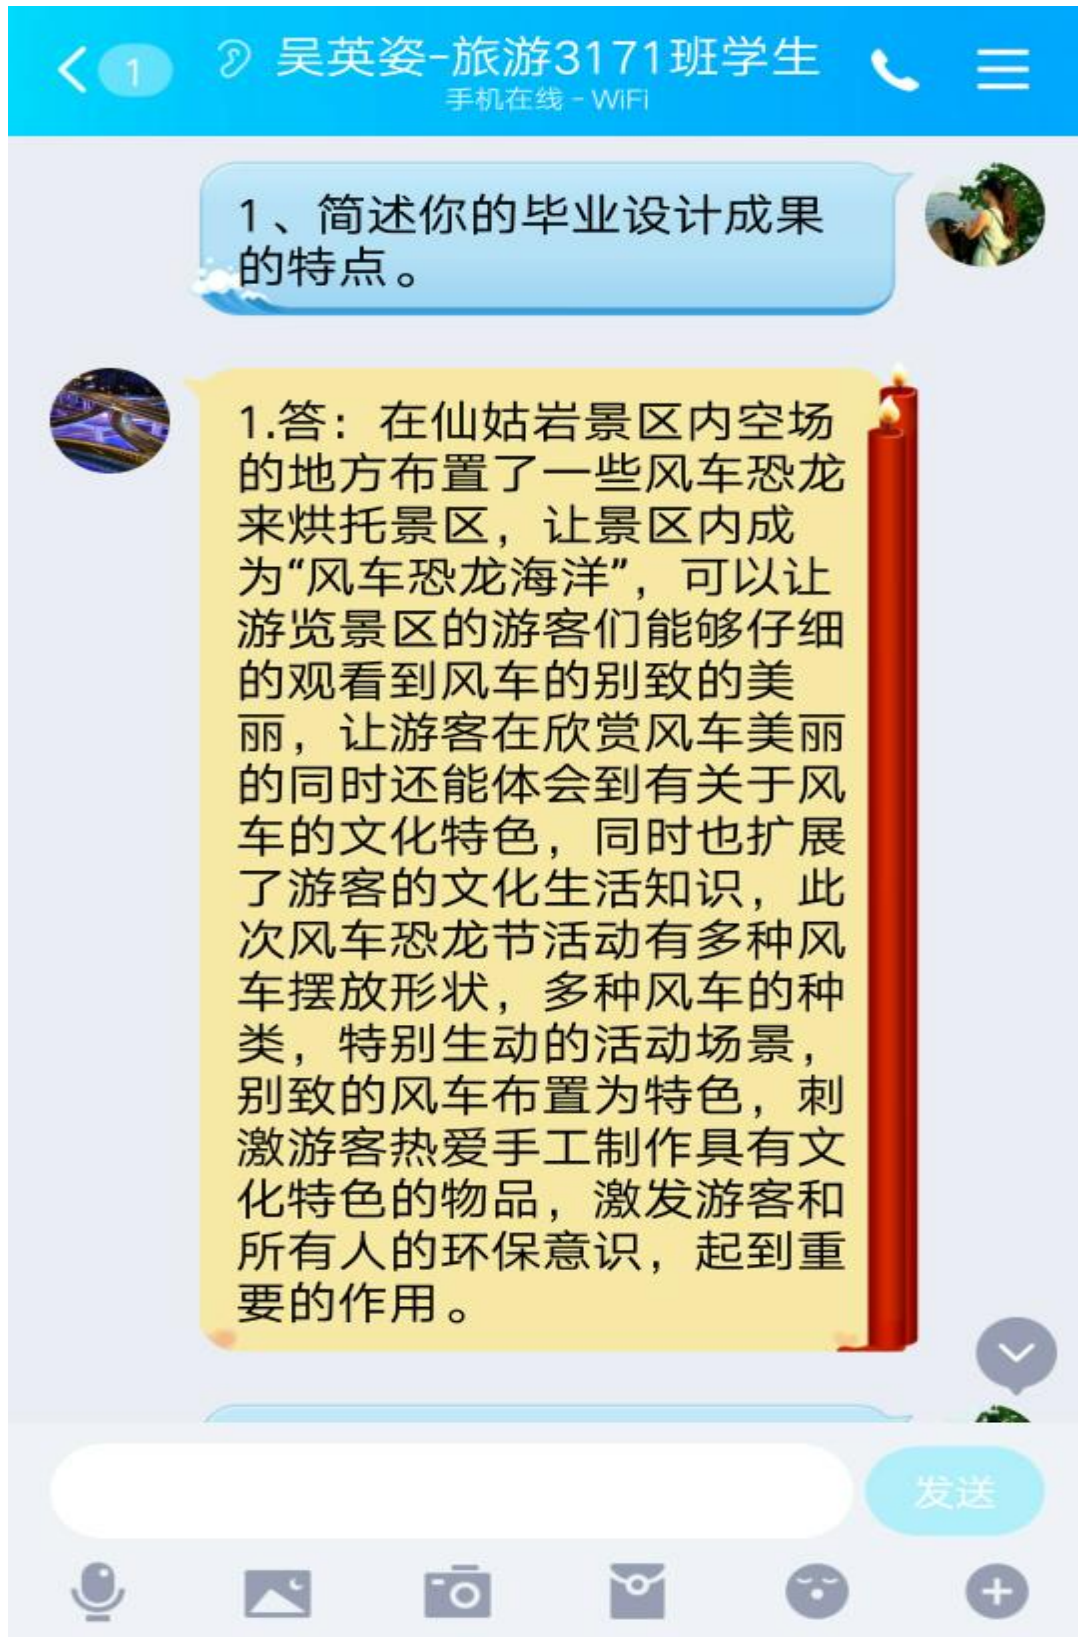 1
吴英姿-旅游3171班学生
手机在线 - WiFi
1、简述你的毕业设计成果
的特点。
1.答：在仙姑岩景区内空场
的地方布置了一些风车恐龙
来烘托景区，让景区内成
为“风车恐龙海洋”，可以让
游览景区的游客们能够仔细
的观看到风车的别致的美
丽，让游客在欣赏风车美丽
的同时还能体会到有关于风
车的文化特色，同时也扩展
了游客的文化生活知识，此
次风车恐龙节活动有多种风
车摆放形状，多种风车的种
类，特别生动的活动场景，
别致的风车布置为特色，刺
激游客热爱手工制作具有文
化特色的物品，激发游客和
所有人的环保意识，起到重
要的作用。
发送